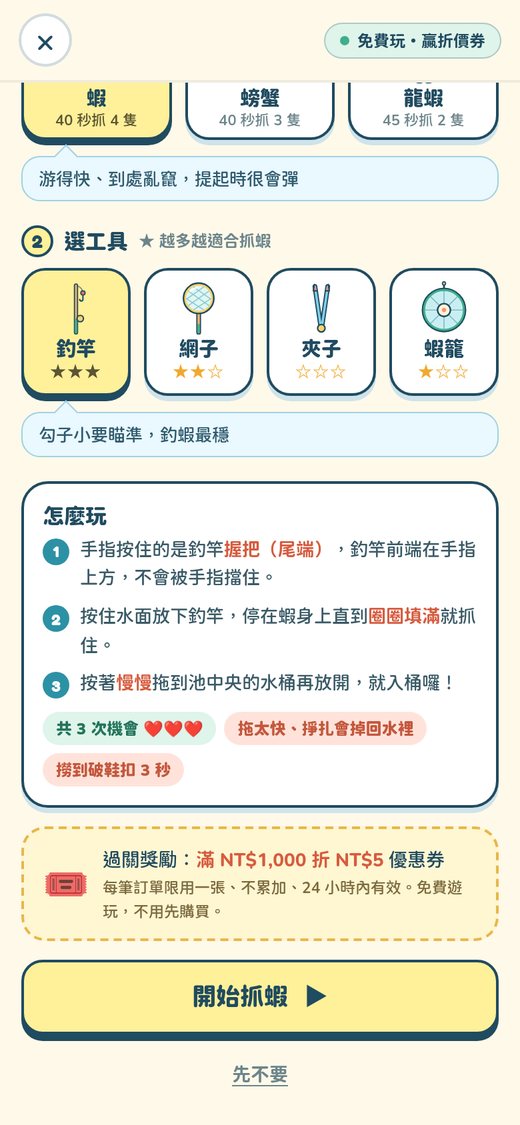 免費玩・贏折價券
蝦
40 秒抓 4 隻
螃蟹
40 秒抓 3 隻
龍蝦
45 秒抓 2 隻
游得快、到處亂竄，提起時很會彈
2 選工具 ★ 越多越適合抓蝦
釣竿
★★★
網子
★★☆
夾子
☆☆☆
蝦籠
★☆☆
勾子小要瞄準，釣蝦最穩
怎麼玩
1 手指按住的是釣竿握把（尾端），釣竿前端在手指
上方，不會被手指擋住。
2 按住水面放下釣竿，停在蝦身上直到圈圈填滿就抓
住。
3 按著慢慢拖到池中央的水桶再放開，就入桶囉！
共 3 次機會 ❤️❤️❤️
拖太快、掙扎會掉回水裡
撈到破鞋扣 3 秒
過關獎勵：滿 NT$1,000 折 NT$5 優惠券
每筆訂單限用一張、不累加、24 小時內有效。免費遊
玩，不用先購買。
開始抓蝦 ▶
先不要